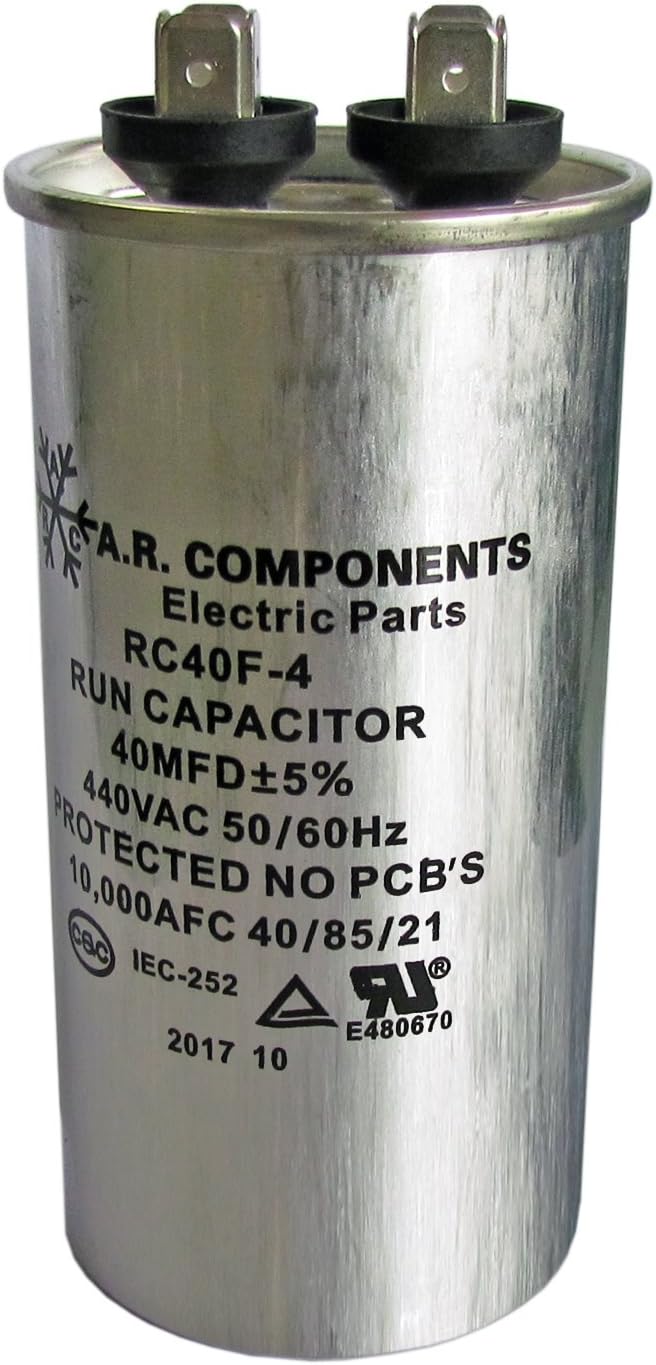 A
R C
A.R. COMPONENTS
Electric Parts
RC40F-4
RUN CAPACITOR
40MFD±5%
440VAC 50/60Hz
PROTECTED NO PCB'S
10,000AFC 40/85/21
C&C IEC-252 RU®
E480670
2017 10